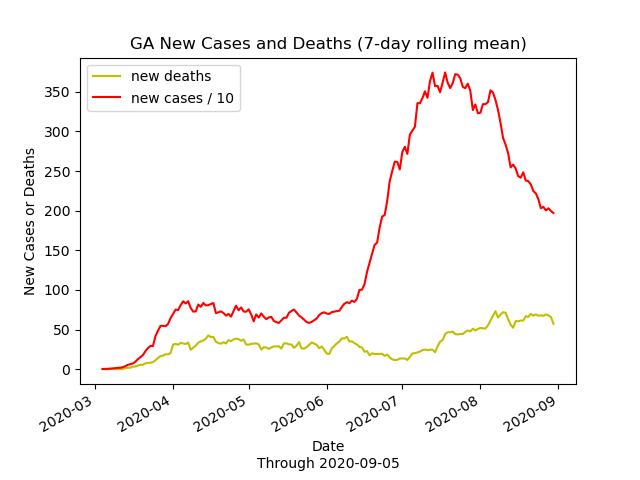 GA New Cases and Deaths (7-day rolling mean)
new deaths
new cases / 10
New Cases or Deaths
350
300
250
200
150
100
50
0
2020-03
2020-04
2020-05
2020-06
2020-07
2020-08
2020-09
Date
Through 2020-09-05